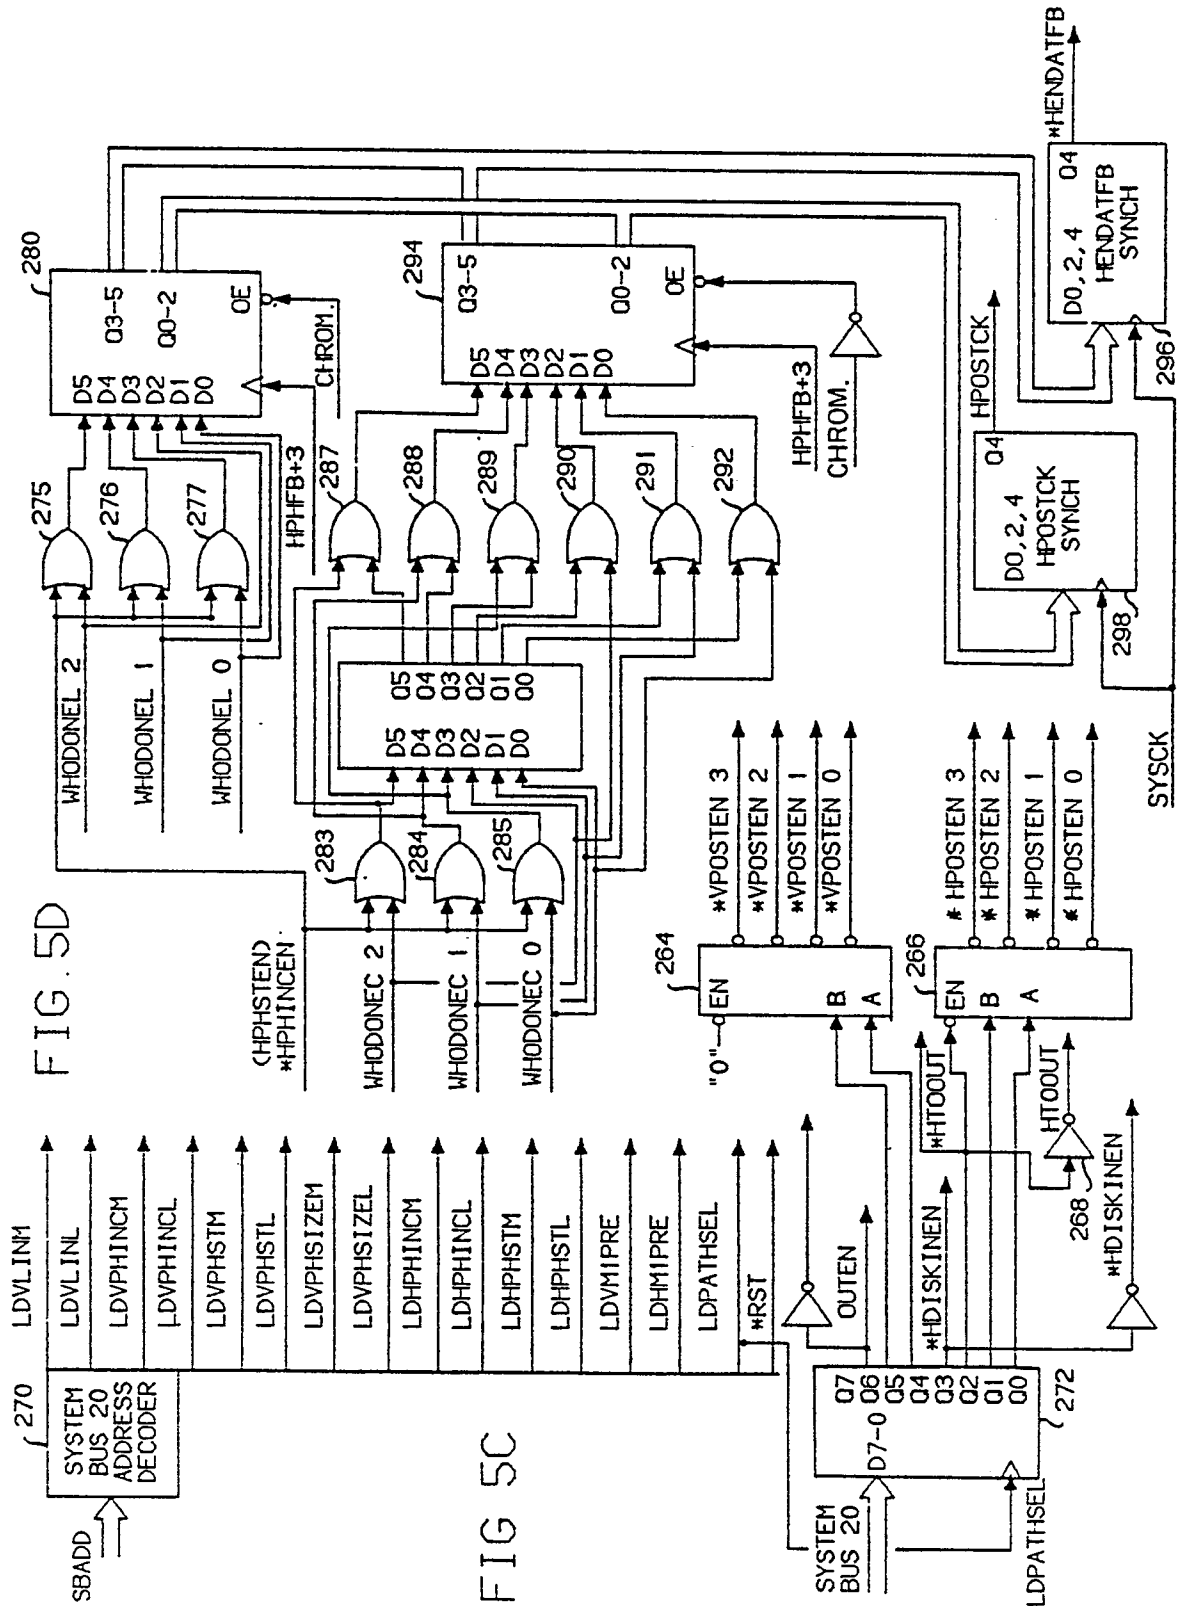 FIG 5C
SBADD
270
SYSTEM
BUS 20
ADDRESS
DECODER
LDVLINM
LDVLINL
LDVPHINCM
LDVPHINCL
LDVPHSTM
LDVPHSTL
LDVPHSIZEM
LDVPHSIZEL
LDHPHINCM
LDHPHINCL
LDHPHSTM
LDHPHSTL
LDVMIPRE
LDHMIPRE
LDPATHSEL
*RST
SYSTEM
BUS 20
LDPATHSEL
D7-0
Q7
Q6
Q5
Q4
Q3
Q2
Q1
Q0
272
OUTEN
*HDISKINEN
*HDISKINEN
*HTOOUT
HTOOUT
268
264
"0"
EN
B
A
*VPOSTEN 3
*VPOSTEN 2
*VPOSTEN 1
*VPOSTEN 0
266
EN
B
A
* HPOSTEN 3
* HPOSTEN 2
* HPOSTEN 1
* HPOSTEN 0
FIG.5D
(HPHSTEN)
*HPHINCEN
WHODONEL 2
WHODONEL 1
WHODONEL 0
275
276
277
280
D5
D4
D3
D2
D1
D0
Q3-5
Q0-2
OE
HPHFB+3
CHROM.
WHODONEC 2
WHODONEC 1
WHODONEC 0
283
284
285
D5
D4
D3
D2
D1
D0
Q5
Q4
Q3
Q2
Q1
Q0
287
288
289
290
291
292
294
D5
D4
D3
D2
D1
D0
Q3-5
Q0-2
OE
HPHFB+3
CHROM.
SYSCK
298
D0,2,4
HPOSTCK
SYNCH
Q4
HPOSTCK
296
D0,2,4
HENDATFB
SYNCH
Q4
*HENDATFB